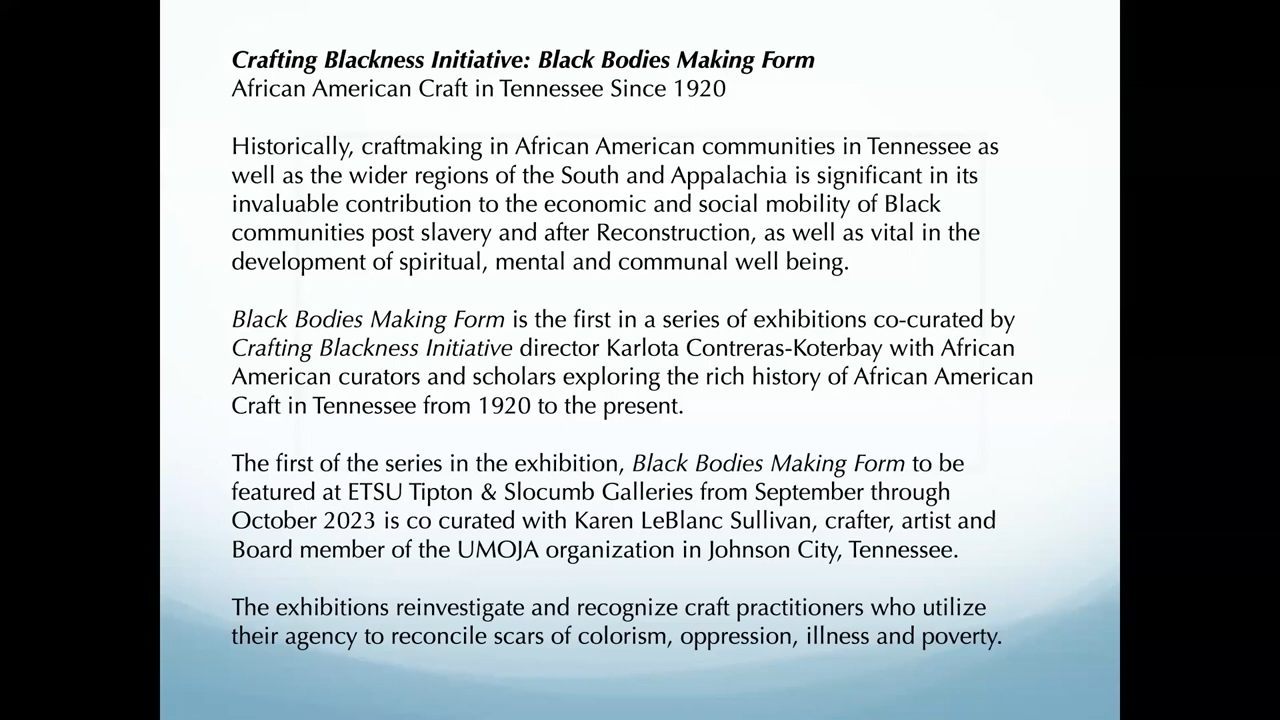 Crafting Blackness Initiative: Black Bodies Making Form
African American Craft in Tennessee Since 1920
Historically, craftmaking in African American communities in Tennessee as
well as the wider regions of the South and Appalachia is significant in its
invaluable contribution to the economic and social mobility of Black
communities post slavery and after Reconstruction, as well as vital in the
development of spiritual, mental and communal well being.
Black Bodies Making Form is the first in a series of exhibitions co-curated by
Crafting Blackness Initiative director Karlota Contreras-Koterbay with African
American curators and scholars exploring the rich history of African American
Craft in Tennessee from 1920 to the present.
The first of the series in the exhibition, Black Bodies Making Form to be
featured at ETSU Tipton & Slocumb Galleries from September through
October 2023 is co curated with Karen LeBlanc Sullivan, crafter, artist and
Board member of the UMOJA organization in Johnson City, Tennessee.
The exhibitions reinvestigate and recognize craft practitioners who utilize
their agency to reconcile scars of colorism, oppression, illness and poverty.